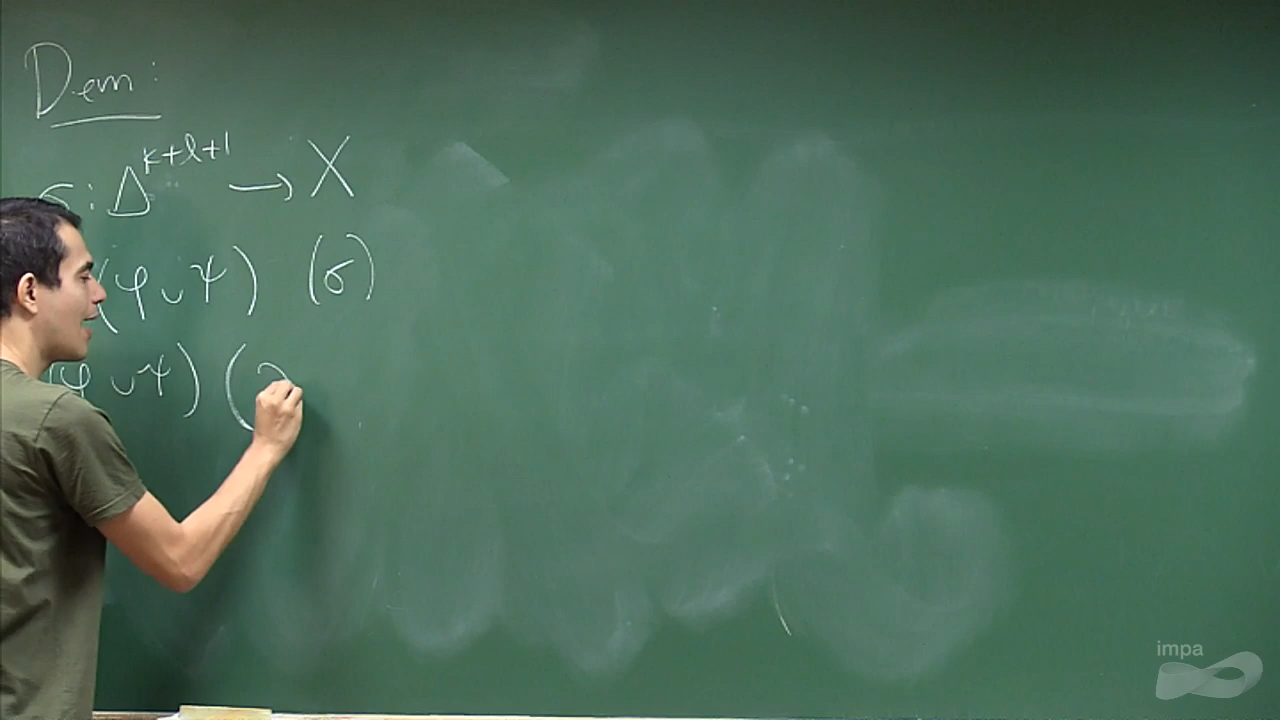 Dem:
σ: Δ^{k+l+1} → X
(φ ∪ ψ) (σ)
(φ ∪ ψ) (
impa